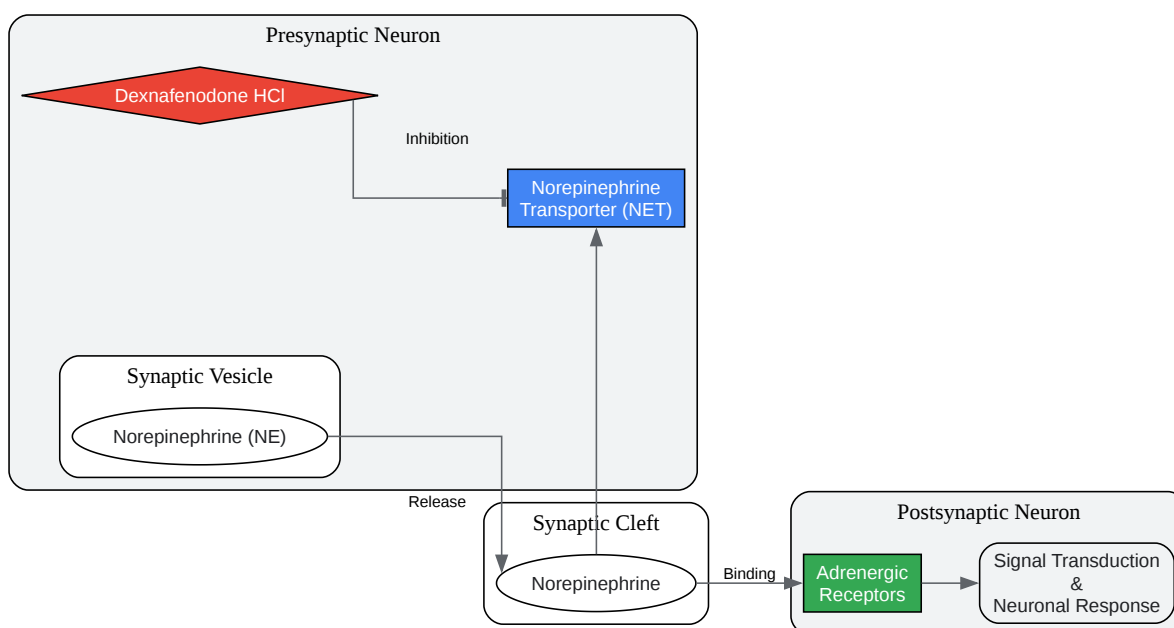 Presynaptic Neuron
Dexnafenodone HCl
Inhibition
Norepinephrine
Transporter (NET)
Synaptic Vesicle
Norepinephrine (NE)
Release
Synaptic Cleft
Norepinephrine
Binding
Postsynaptic Neuron
Adrenergic
Receptors
Signal Transduction
&
Neuronal Response